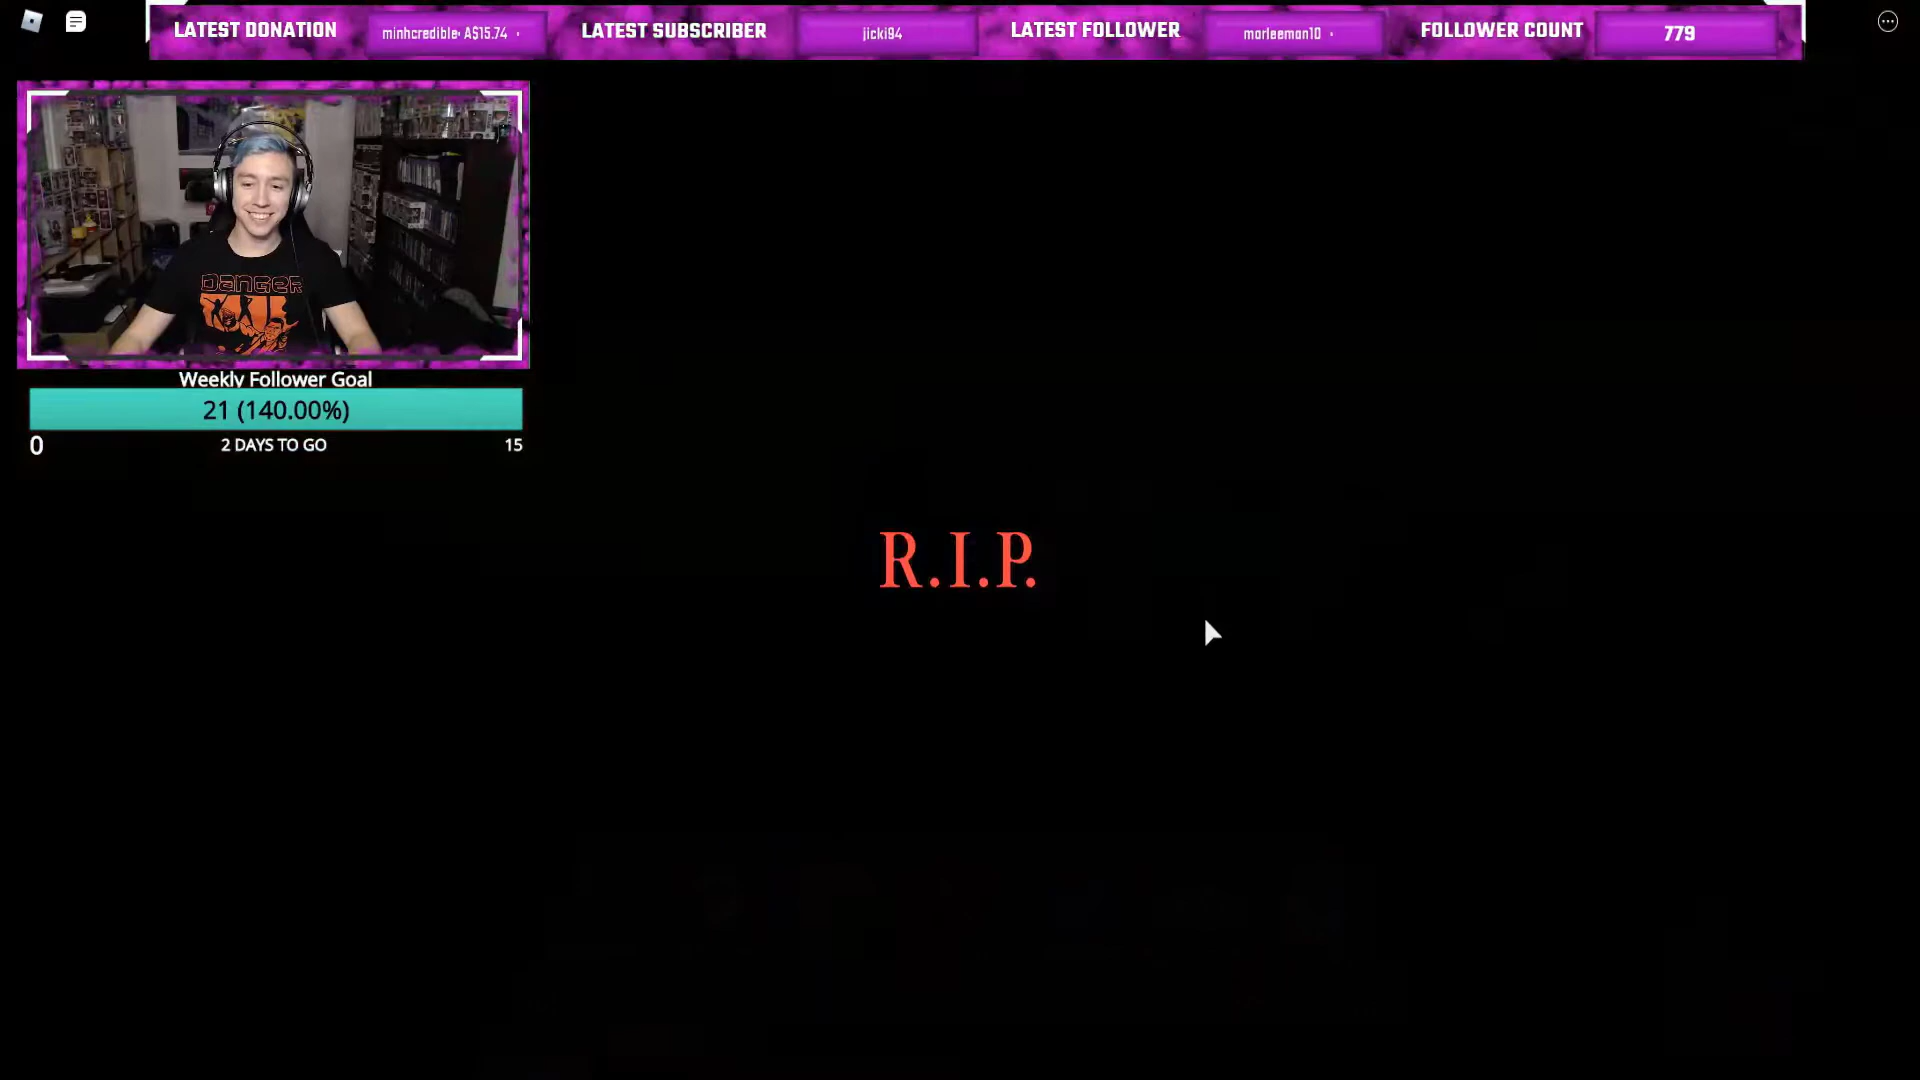 LATEST DONATION minhcredible: A$15.74 LATEST SUBSCRIBER jicki94 LATEST FOLLOWER marleeman10 FOLLOWER COUNT 779
DANGER
Weekly Follower Goal
21 (140.00%)
0 2 DAYS TO GO 15
R.I.P.